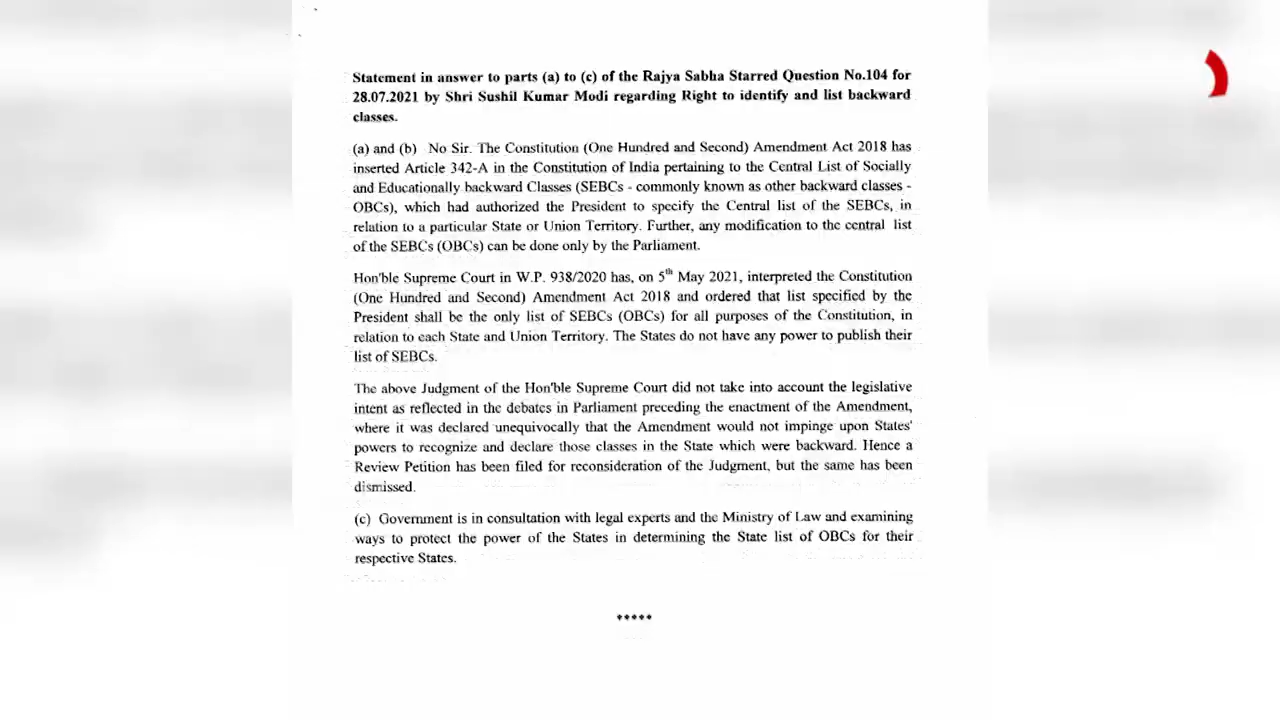 Statement in answer to parts (a) to (c) of the Rajya Sabha Starred Question No.104 for
28.07.2021 by Shri Sushil Kumar Modi regarding Right to identify and list backward
classes.
(a) and (b) No Sir. The Constitution (One Hundred and Second) Amendment Act 2018 has
inserted Article 342-A in the Constitution of India pertaining to the Central List of Socially
and Educationally backward Classes (SEBCs - commonly known as other backward classes -
OBCs), which had authorized the President to specify the Central list of the SEBCs, in
relation to a particular State or Union Territory. Further, any modification to the central list
of the SEBCs (OBCs) can be done only by the Parliament.
Hon'ble Supreme Court in W.P. 938/2020 has, on 5th May 2021, interpreted the Constitution
(One Hundred and Second) Amendment Act 2018 and ordered that list specified by the
President shall be the only list of SEBCs (OBCs) for all purposes of the Constitution, in
relation to each State and Union Territory. The States do not have any power to publish their
list of SEBCs.
The above Judgment of the Hon'ble Supreme Court did not take into account the legislative
intent as reflected in the debates in Parliament preceding the enactment of the Amendment,
where it was declared unequivocally that the Amendment would not impinge upon States'
powers to recognize and declare those classes in the State which were backward. Hence a
Review Petition has been filed for reconsideration of the Judgment, but the same has been
dismissed.
(c) Government is in consultation with legal experts and the Ministry of Law and examining
ways to protect the power of the States in determining the State list of OBCs for their
respective States.
*****